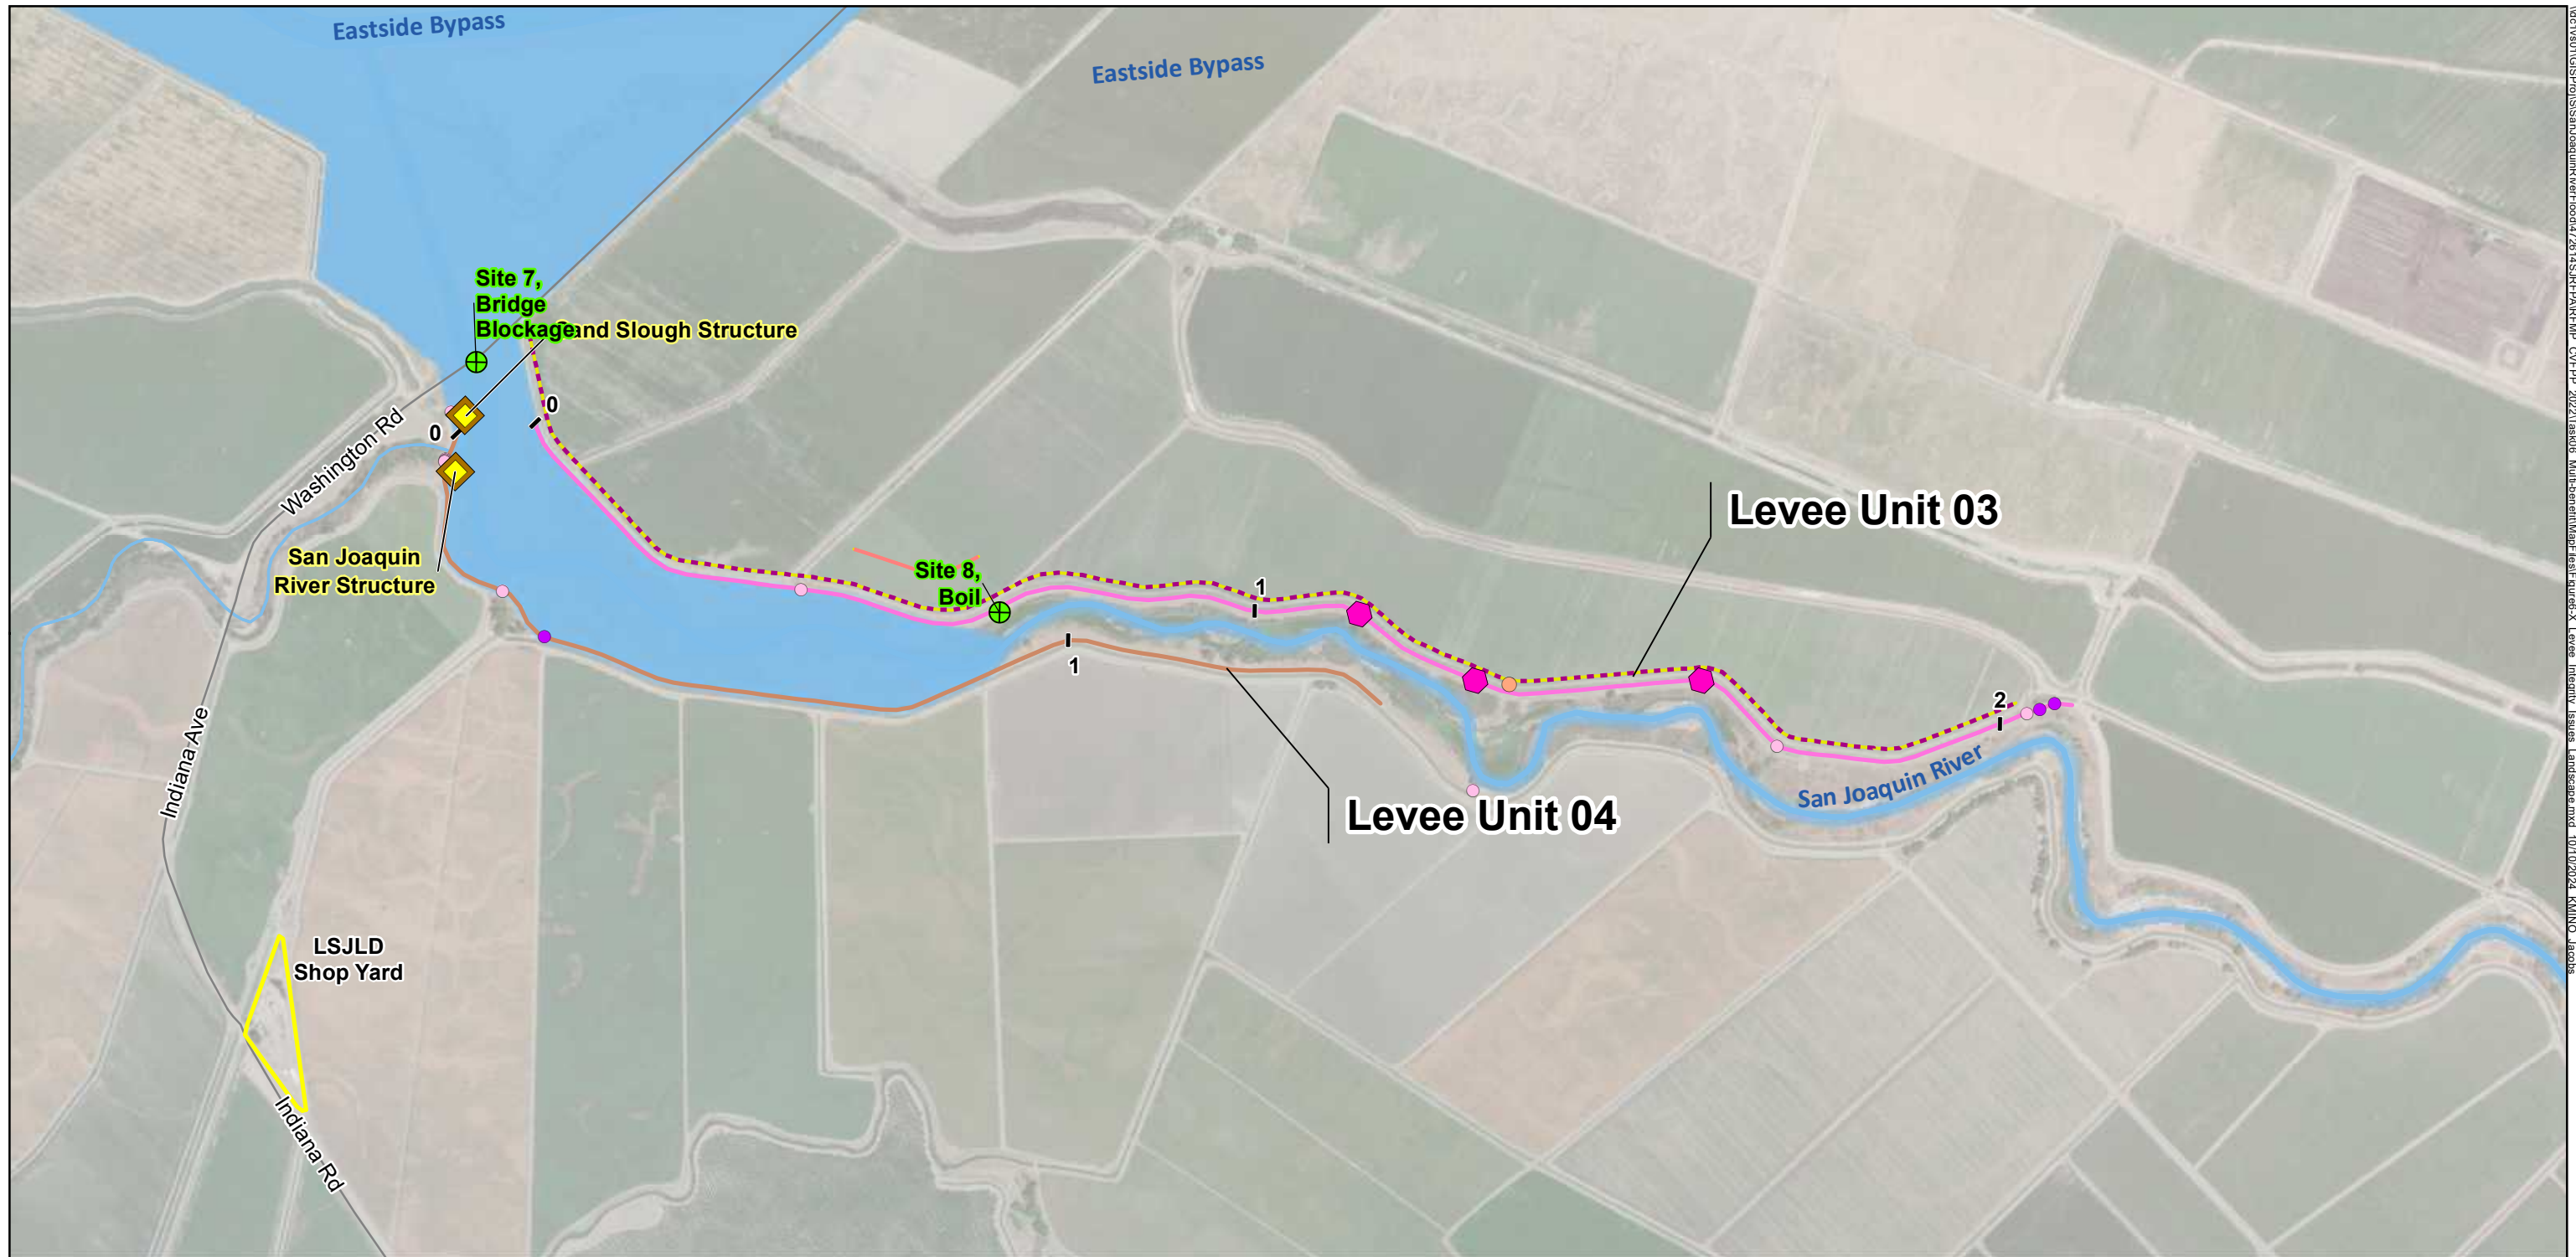 Eastside Bypass
Eastside Bypass
Site 7,
Bridge
Blockage
Sand Slough Structure
0
0
Washington Rd
San Joaquin
River Structure
Site 8,
Boil
1
1
Levee Unit 03
2
San Joaquin River
Levee Unit 04
Indiana Ave
LSJLD
Shop Yard
Indiana Rd